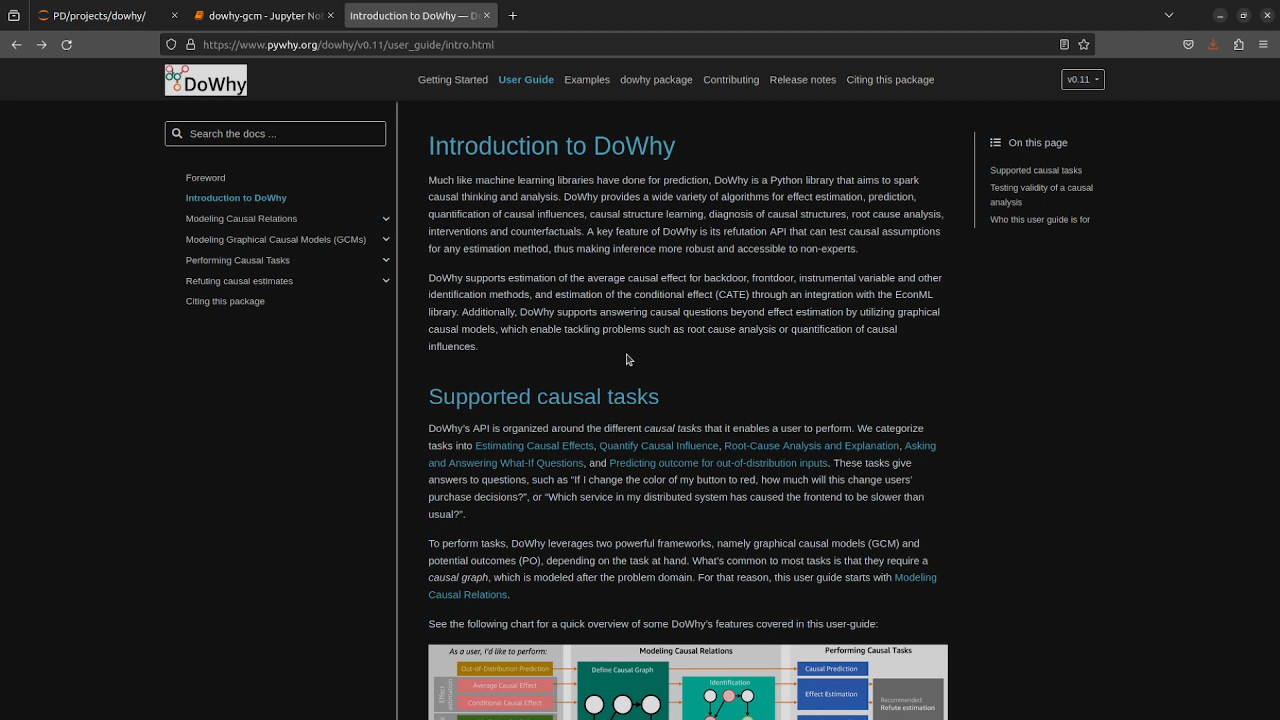 PD/projects/dowhy/
dowhy-gcm - Jupyter Not
Introduction to DoWhy — Do
https://www.pywhy.org/dowhy/v0.11/user_guide/intro.html
DoWhy
Getting Started
User Guide
Examples
dowhy package
Contributing
Release notes
Citing this package
v0.11
Search the docs ...
Foreword
Introduction to DoWhy
Modeling Causal Relations
Modeling Graphical Causal Models (GCMs)
Performing Causal Tasks
Refuting causal estimates
Citing this package
Introduction to DoWhy
Much like machine learning libraries have done for prediction, DoWhy is a Python library that aims to spark
causal thinking and analysis. DoWhy provides a wide variety of algorithms for effect estimation, prediction,
quantification of causal influences, causal structure learning, diagnosis of causal structures, root cause analysis,
interventions and counterfactuals. A key feature of DoWhy is its refutation API that can test causal assumptions
for any estimation method, thus making inference more robust and accessible to non-experts.
DoWhy supports estimation of the average causal effect for backdoor, frontdoor, instrumental variable and other
identification methods, and estimation of the conditional effect (CATE) through an integration with the EconML
library. Additionally, DoWhy supports answering causal questions beyond effect estimation by utilizing graphical
causal models, which enable tackling problems such as root cause analysis or quantification of causal
influences.
Supported causal tasks
DoWhy's API is organized around the different causal tasks that it enables a user to perform. We categorize
tasks into Estimating Causal Effects, Quantify Causal Influence, Root-Cause Analysis and Explanation, Asking
and Answering What-If Questions, and Predicting outcome for out-of-distribution inputs. These tasks give
answers to questions, such as “If I change the color of my button to red, how much will this change users'
purchase decisions?”, or “Which service in my distributed system has caused the frontend to be slower than
usual?”.
To perform tasks, DoWhy leverages two powerful frameworks, namely graphical causal models (GCM) and
potential outcomes (PO), depending on the task at hand. What's common to most tasks is that they require a
causal graph, which is modeled after the problem domain. For that reason, this user guide starts with Modeling
Causal Relations.
See the following chart for a quick overview of some DoWhy's features covered in this user-guide:
As a user, I'd like to perform:
Modeling Causal Relations
Performing Causal Tasks
Out-of-Distribution Prediction
Define Causal Graph
Causal Prediction
Effect estimation
Average Causal Effect
Identification
Effect Estimation
Conditional Causal Effect
Recommended
Refute estimation
On this page
Supported causal tasks
Testing validity of a causal
analysis
Who this user guide is for